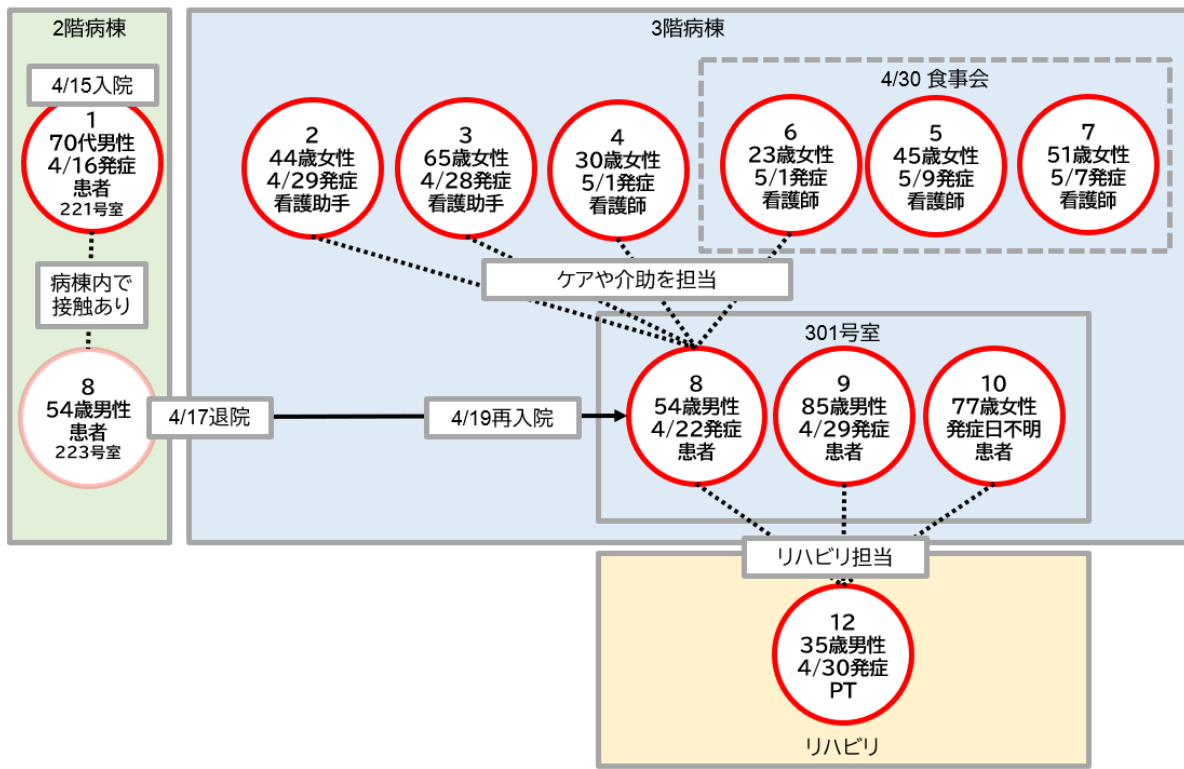 2階病棟
4/15入院
1
70代男性
4/16発症
患者
221号室
病棟内で
接触あり
8
54歳男性
患者
223号室
3階病棟
4/30 食事会
2
44歳女性
4/29発症
看護助手
3
65歳女性
4/28発症
看護助手
4
30歳女性
5/1発症
看護師
6
23歳女性
5/1発症
看護師
5
45歳女性
5/9発症
看護師
7
51歳女性
5/7発症
看護師
ケアや介助を担当
4/17退院
4/19再入院
301号室
8
54歳男性
4/22発症
患者
9
85歳男性
4/29発症
患者
10
77歳女性
発症日不明
患者
リハビリ担当
12
35歳男性
4/30発症
PT
リハビリ